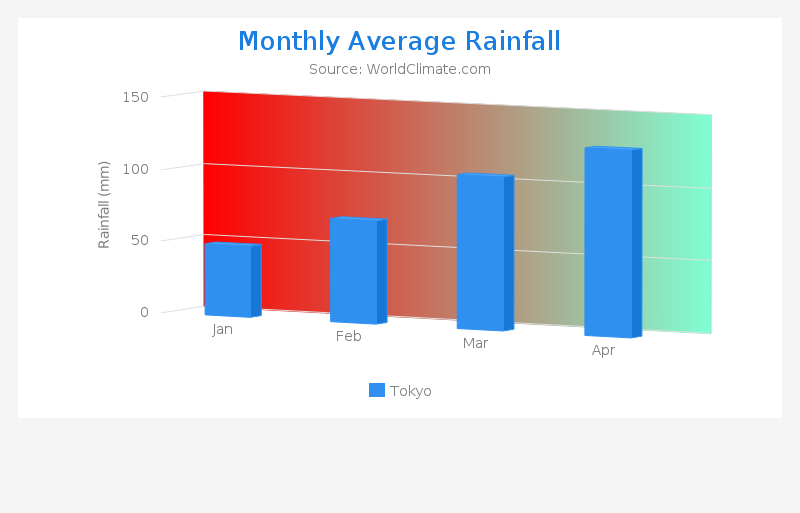 Monthly Average Rainfall
Source: WorldClimate.com
150
100
50
0
Rainfall (mm)
Jan
Feb
Mar
Apr
Tokyo